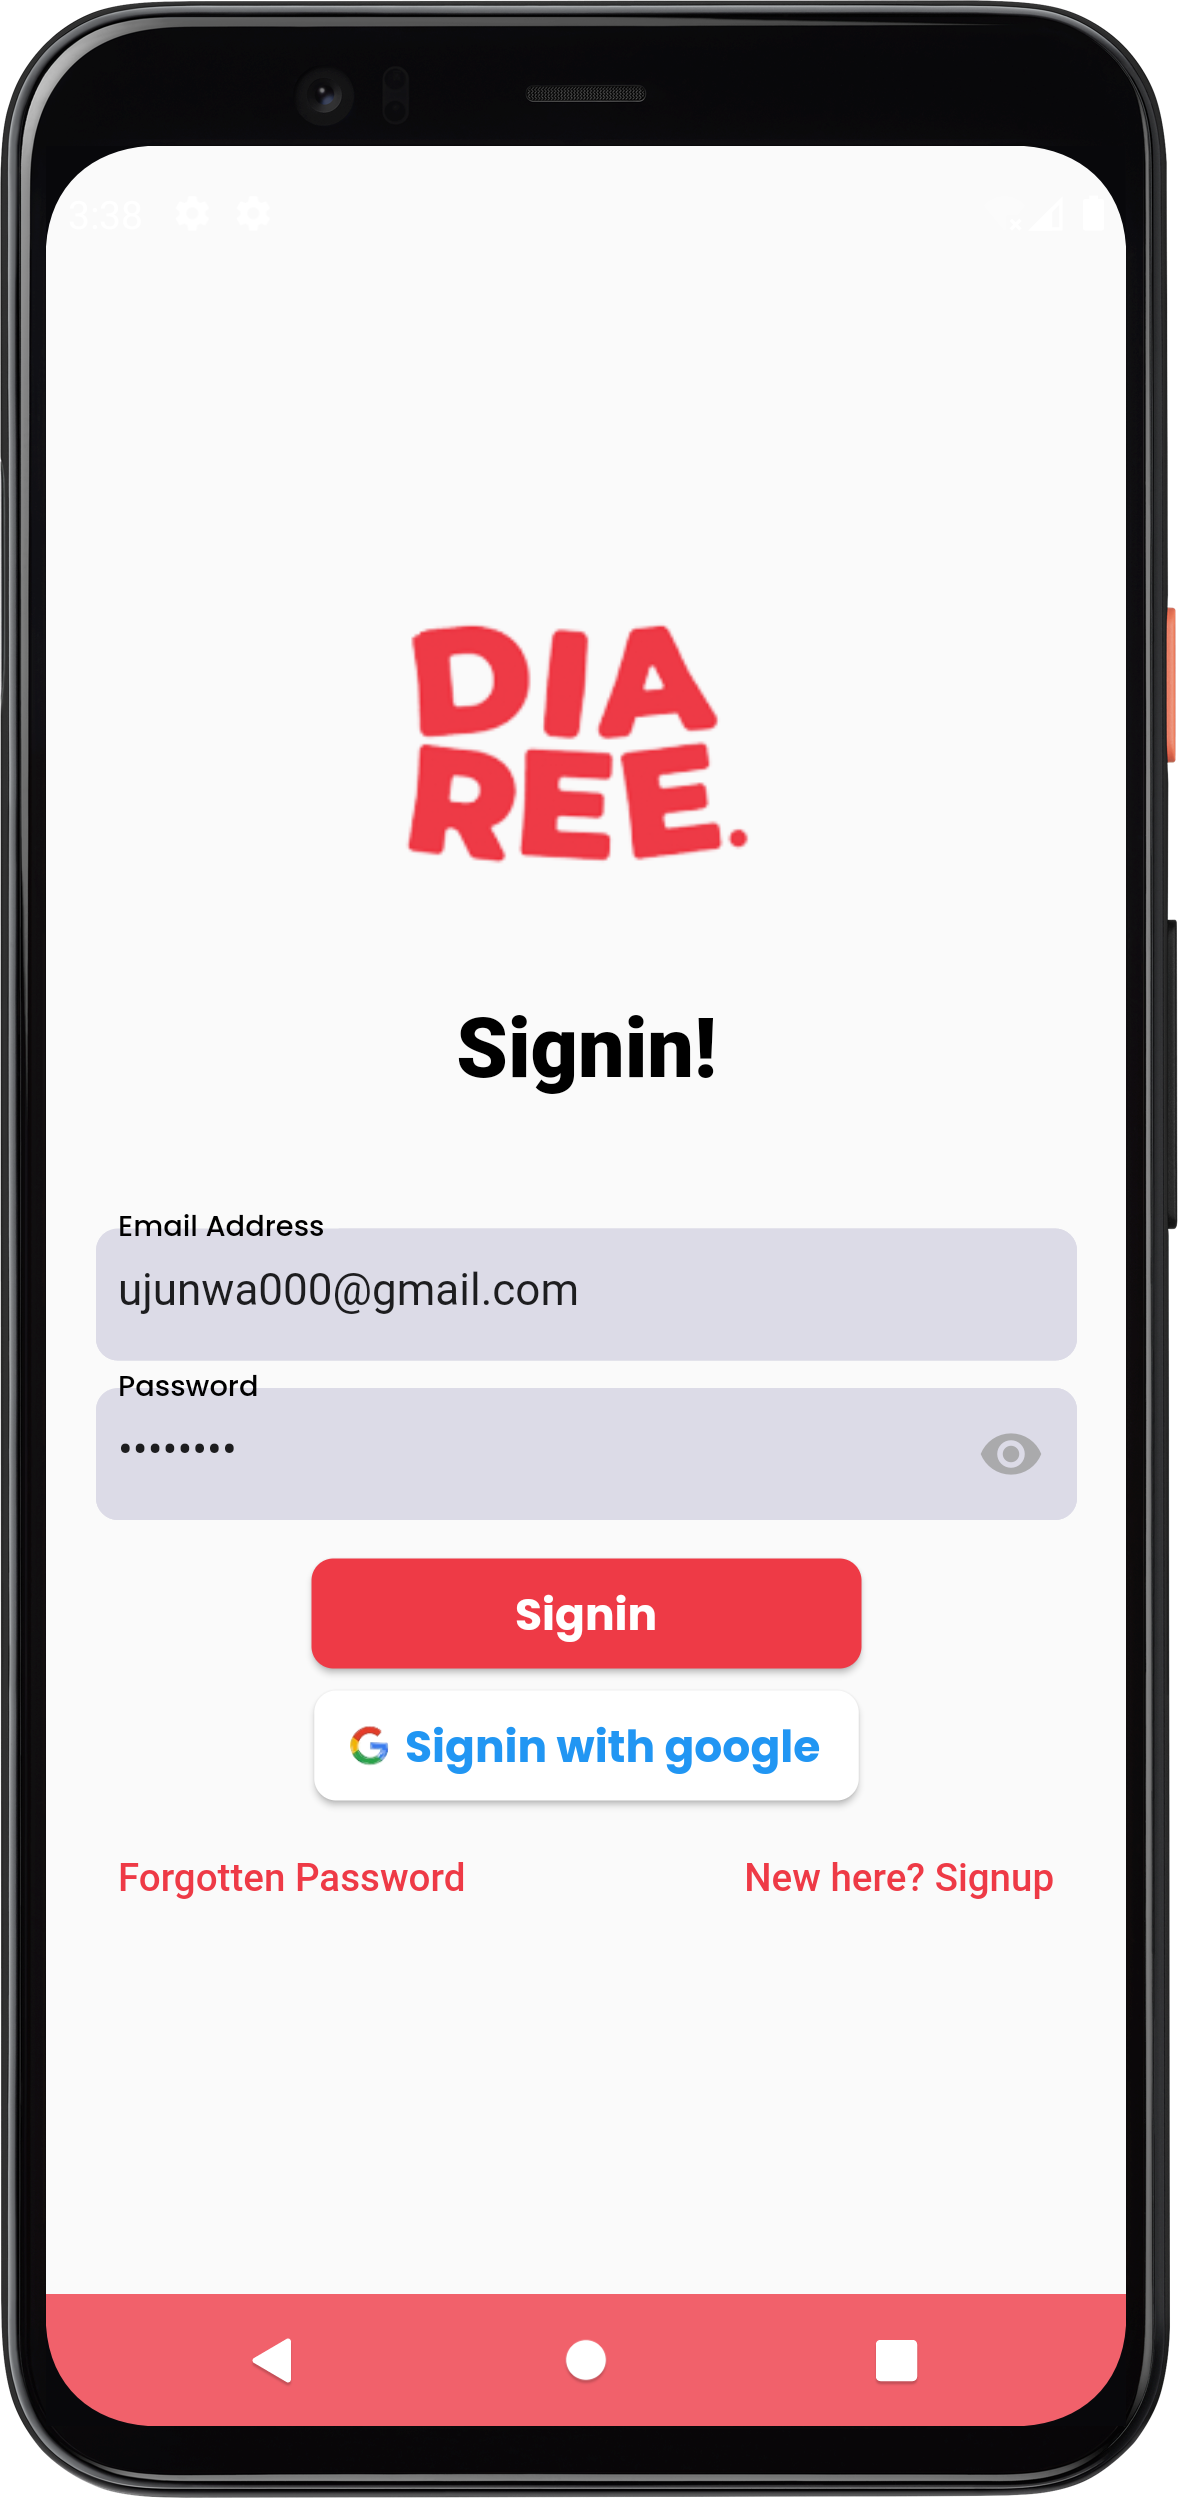 3:38
DIA
REE.
Signin!
Email Address
ujunwa000@gmail.com
Password
••••••••
Signin
Signin with google
Forgotten Password
New here? Signup